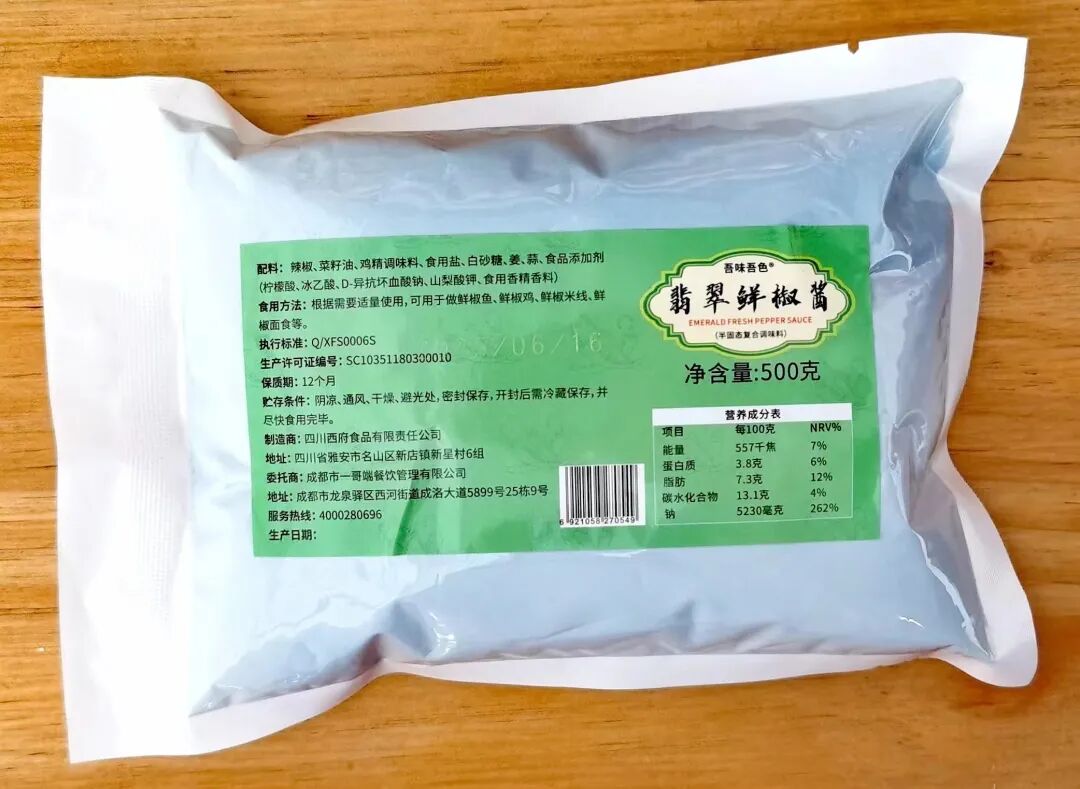 配料：辣椒、菜籽油、鸡精调味料、食用盐、白砂糖、姜、蒜、食品添加剂
(柠檬酸、冰乙酸、D-异抗坏血酸钠、山梨酸钾、食用香精香料)
食用方法：根据需要适量使用，可用于做鲜椒鱼、鲜椒鸡、鲜椒米线、鲜
椒面食等。
执行标准：Q/XFS0006S
/06/16
生产许可证编号：SC10351180300010
保质期：12个月
贮存条件：阴凉、通风、干燥、避光处，密封保存，开封后需冷藏保存，并
尽快食用完毕。
制造商：四川西府食品有限责任公司
地址：四川省雅安市名山区新店镇新星村6组
委托商：成都市一哥端餐饮管理有限公司
地址：成都市龙泉驿区西河街道成洛大道5899号25栋9号
服务热线：4000280696
生产日期：
6 921058 270549
吾味吾色®
翡翠鲜椒酱
EMERALD FRESH PEPPER SAUCE
(半固态复合调味料)
净含量:500克
营养成分表
项目 每100克 NRV%
能量 557千焦 7%
蛋白质 3.8克 6%
脂肪 7.3克 12%
碳水化合物 13.1克 4%
钠 5230毫克 262%